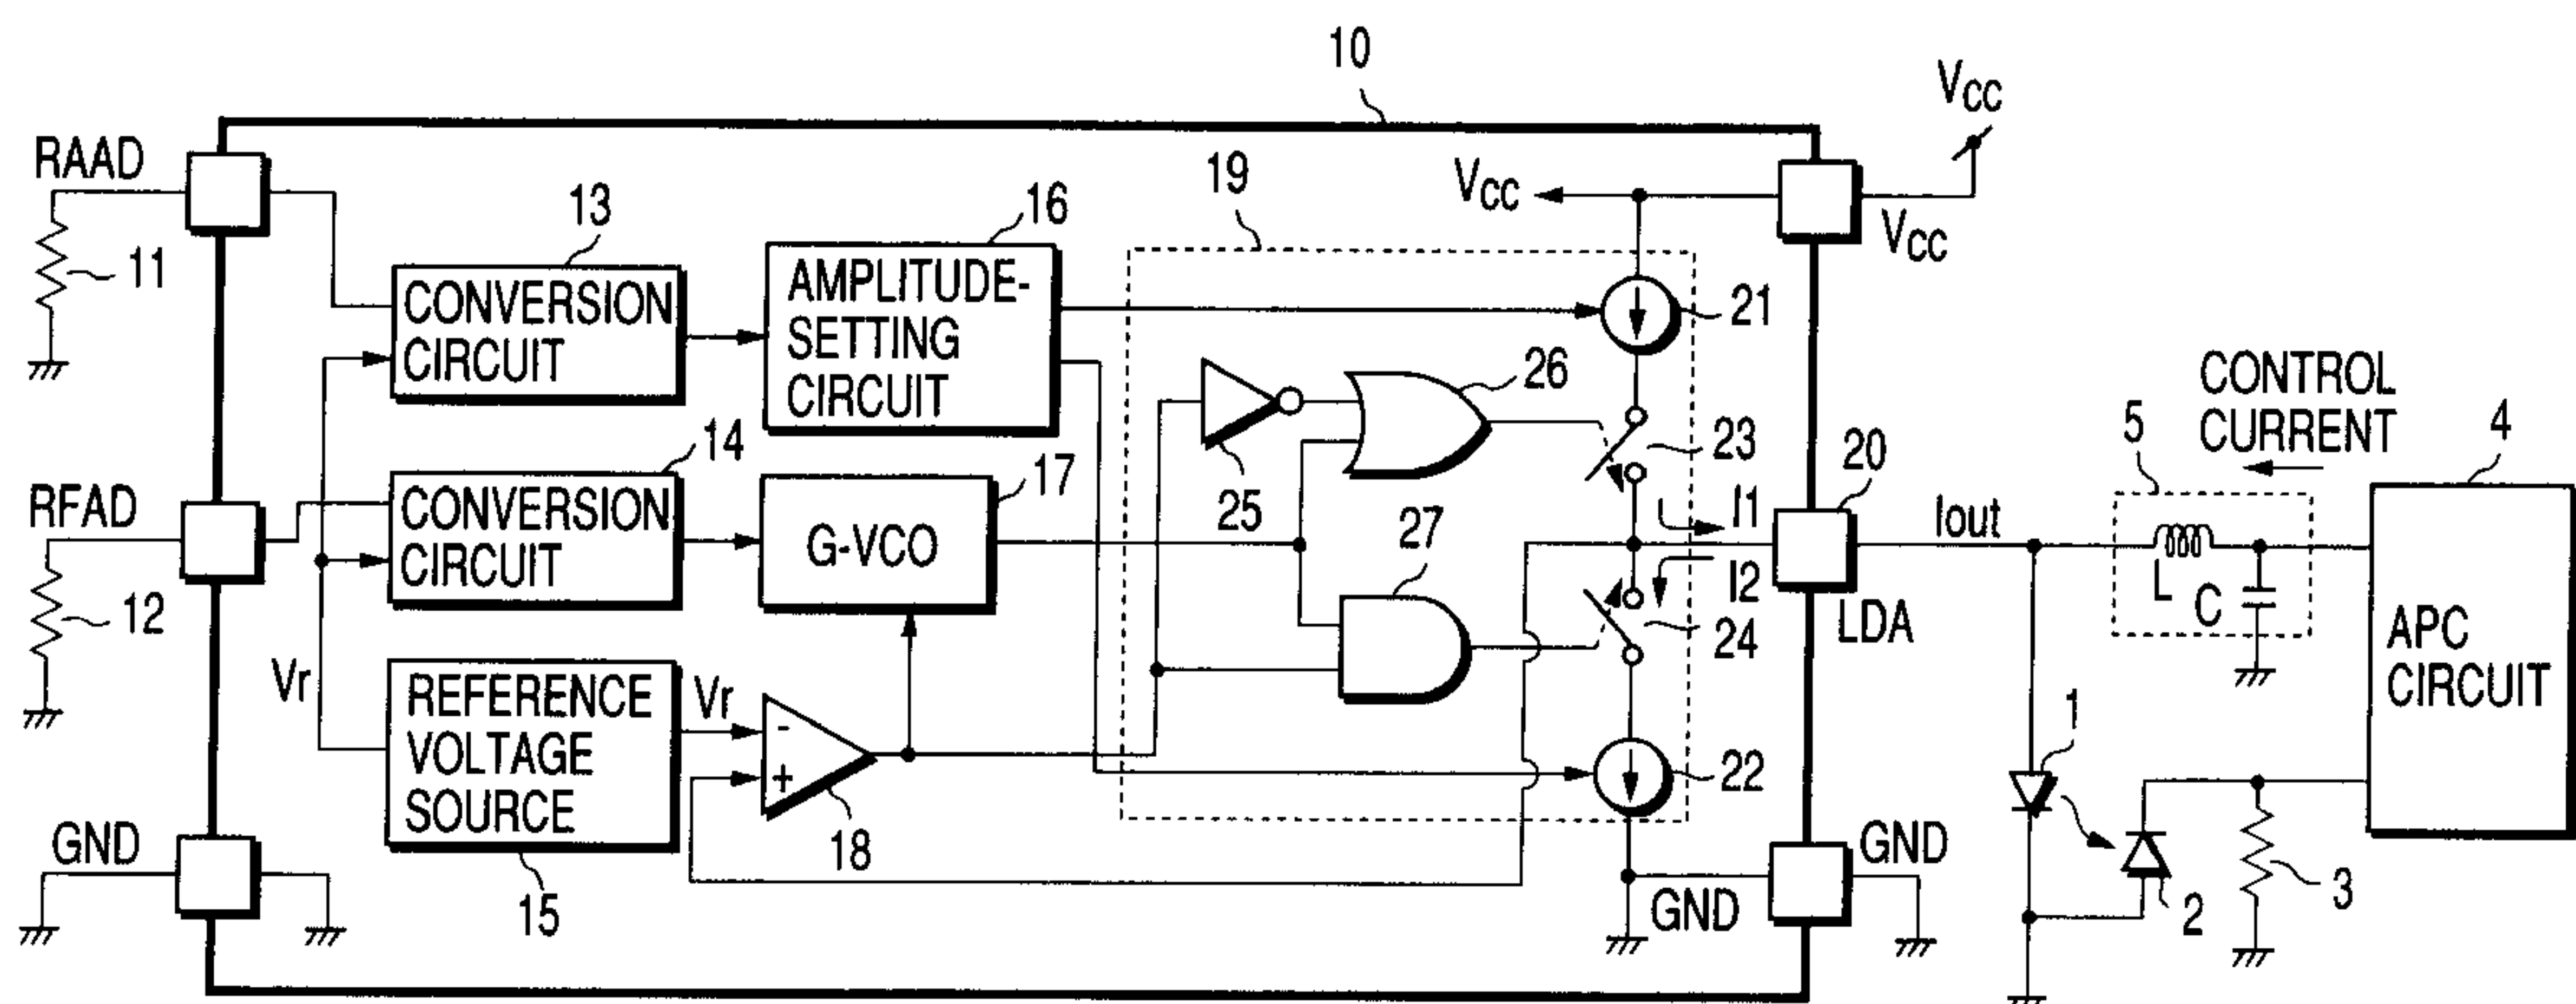 10
VCC
RAAD
VCC
19
13
16
VCC
11
CONVERSION
CIRCUIT
AMPLITUDE-
SETTING
CIRCUIT
21
26
CONTROL
CURRENT
5
4
14
23
20
RFAD
17
25
I1
Iout
CONVERSION
CIRCUIT
G-VCO
27
I2
L
C
12
24
LDA
APC
CIRCUIT
Vr
REFERENCE
VOLTAGE
SOURCE
Vr
-
+
1
22
18
GND
GND
15
GND
2
3